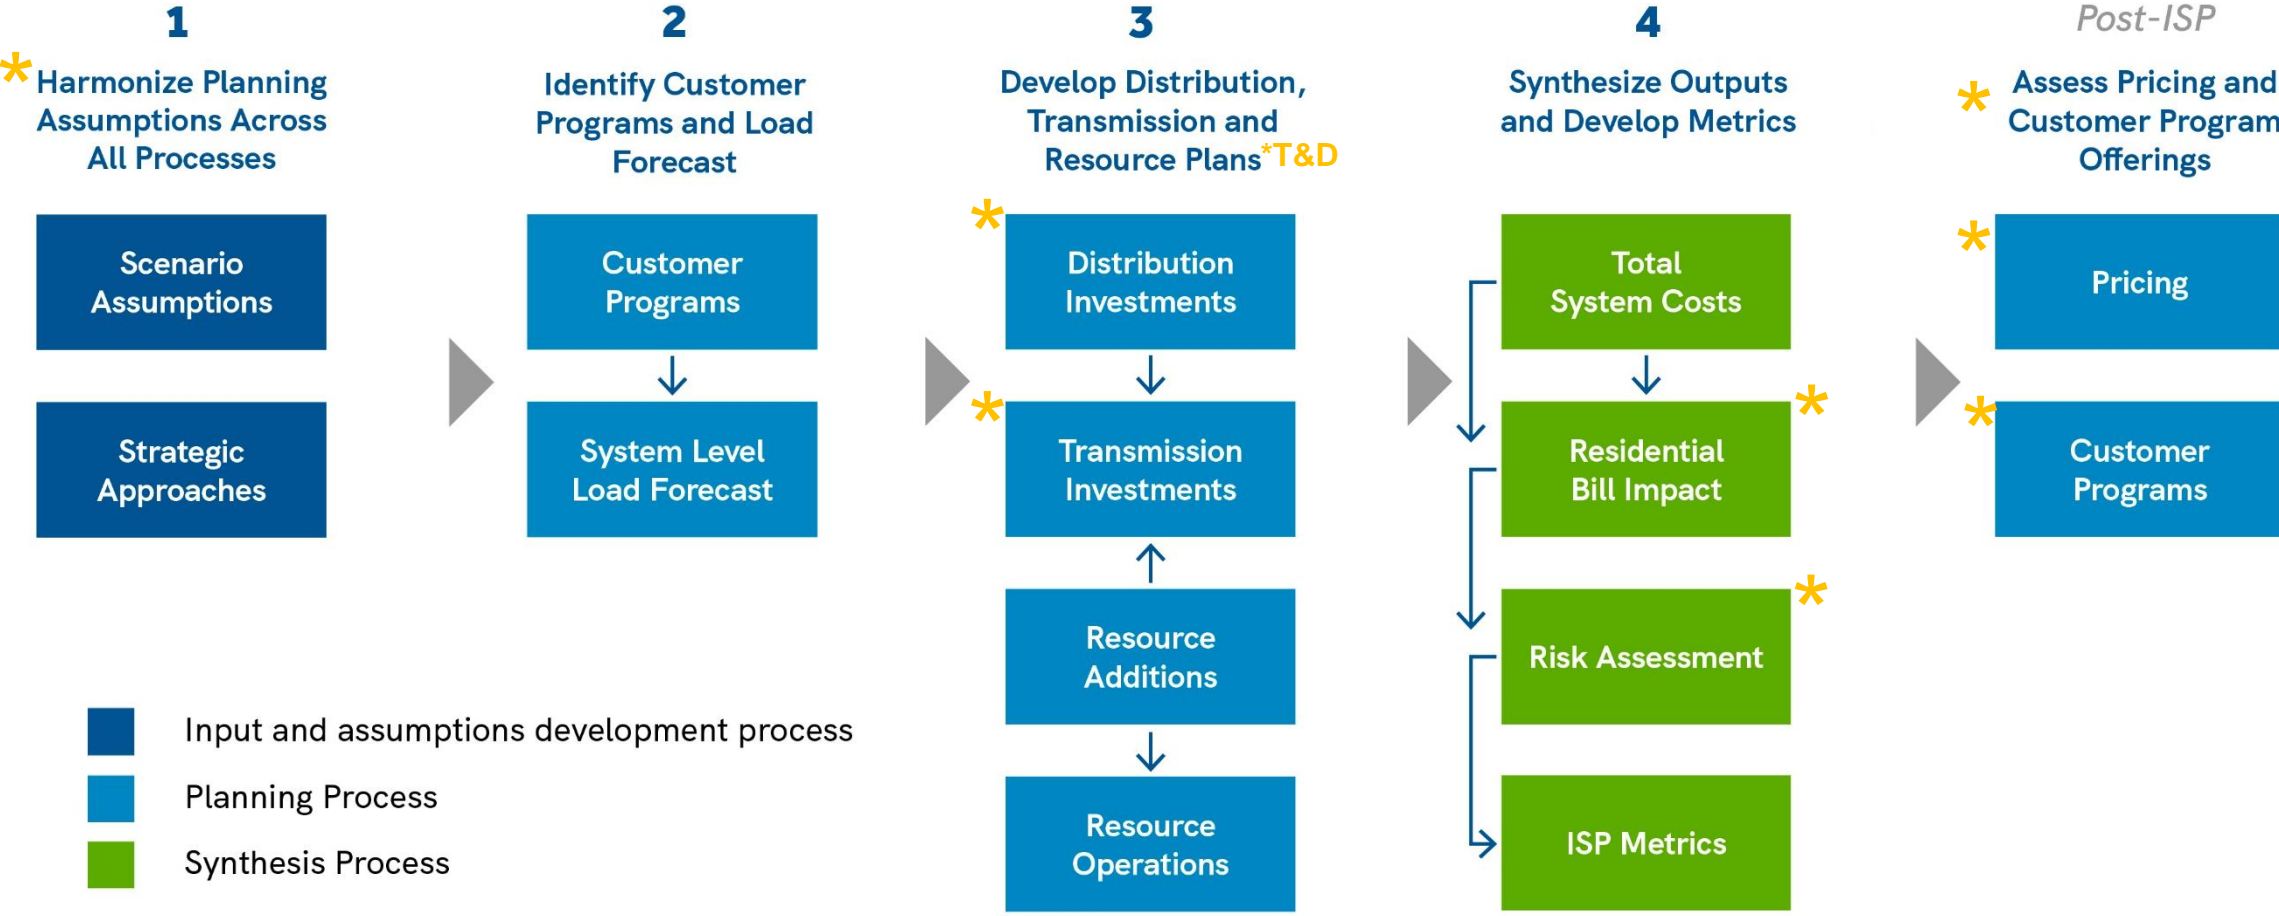 1
* Harmonize Planning
Assumptions Across
All Processes
Scenario
Assumptions
Strategic
Approaches
2
Identify Customer
Programs and Load
Forecast
Customer
Programs
System Level
Load Forecast
3
Develop Distribution,
Transmission and
Resource Plans*T&D
*
Distribution
Investments
*
Transmission
Investments
Resource
Additions
Resource
Operations
4
Synthesize Outputs
and Develop Metrics
Total
System Costs
*
Residential
Bill Impact
*
Risk Assessment
ISP Metrics
Post-ISP
* Assess Pricing and
Customer Program
Offerings
*
Pricing
*
Customer
Programs
Input and assumptions development process
Planning Process
Synthesis Process